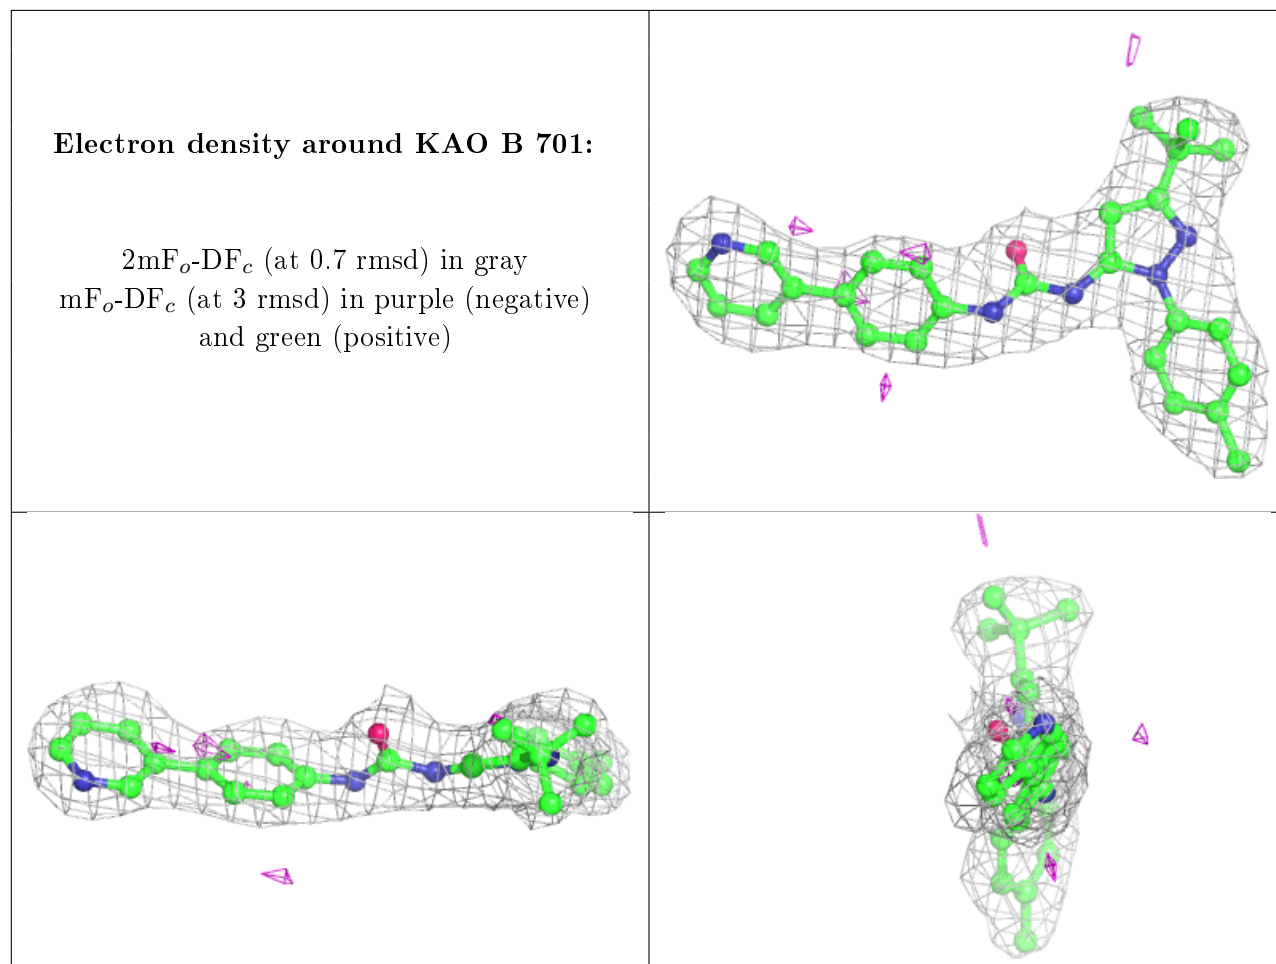 Electron density around KAO B 701:
2mFo-DFc (at 0.7 rmsd) in gray
mFo-DFc (at 3 rmsd) in purple (negative)
and green (positive)